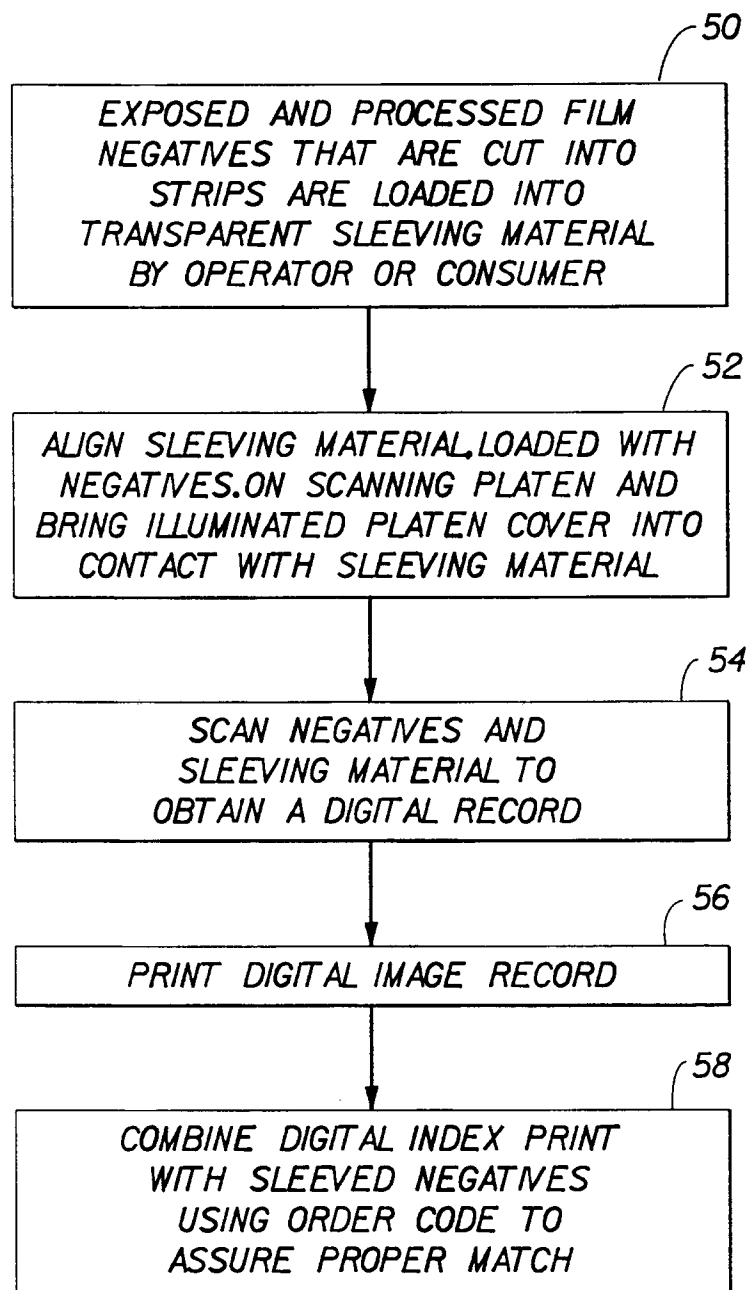 50
EXPOSED AND PROCESSED FILM
NEGATIVES THAT ARE CUT INTO
STRIPS ARE LOADED INTO
TRANSPARENT SLEEVING MATERIAL
BY OPERATOR OR CONSUMER
52
ALIGN SLEEVING MATERIAL, LOADED WITH
NEGATIVES. ON SCANNING PLATEN AND
BRING ILLUMINATED PLATEN COVER INTO
CONTACT WITH SLEEVING MATERIAL
54
SCAN NEGATIVES AND
SLEEVING MATERIAL TO
OBTAIN A DIGITAL RECORD
56
PRINT DIGITAL IMAGE RECORD
58
COMBINE DIGITAL INDEX PRINT
WITH SLEEVED NEGATIVES
USING ORDER CODE TO
ASSURE PROPER MATCH